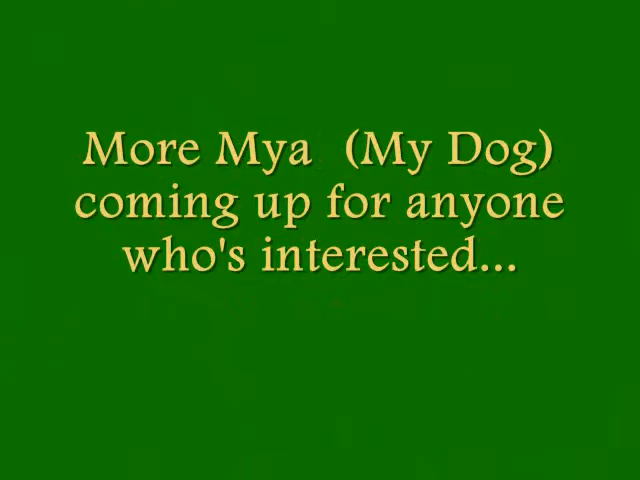 More Mya  (My Dog)
coming up for anyone
who's interested...